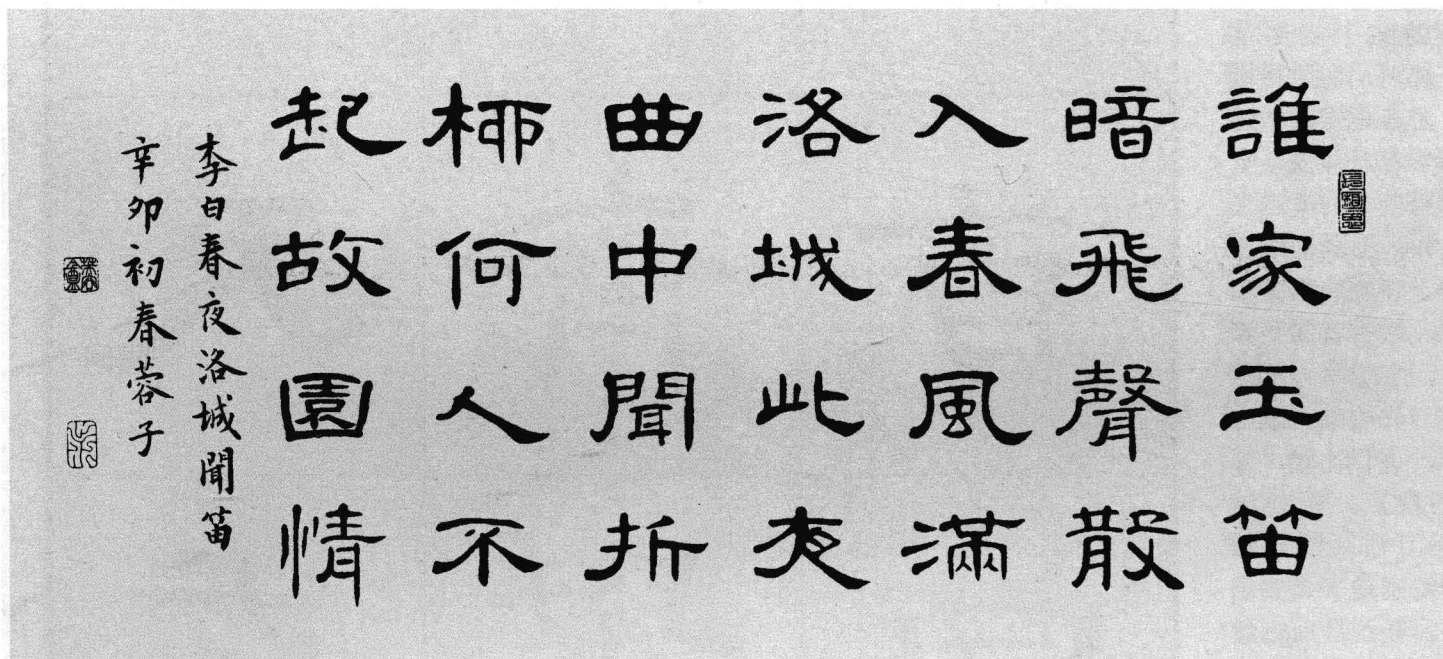 誰家玉笛
暗飛聲散
入春風滿
洛城此夜
曲中聞折
柳何人不
起故園情
李白春夜洛城聞笛
辛卯初春蓉子